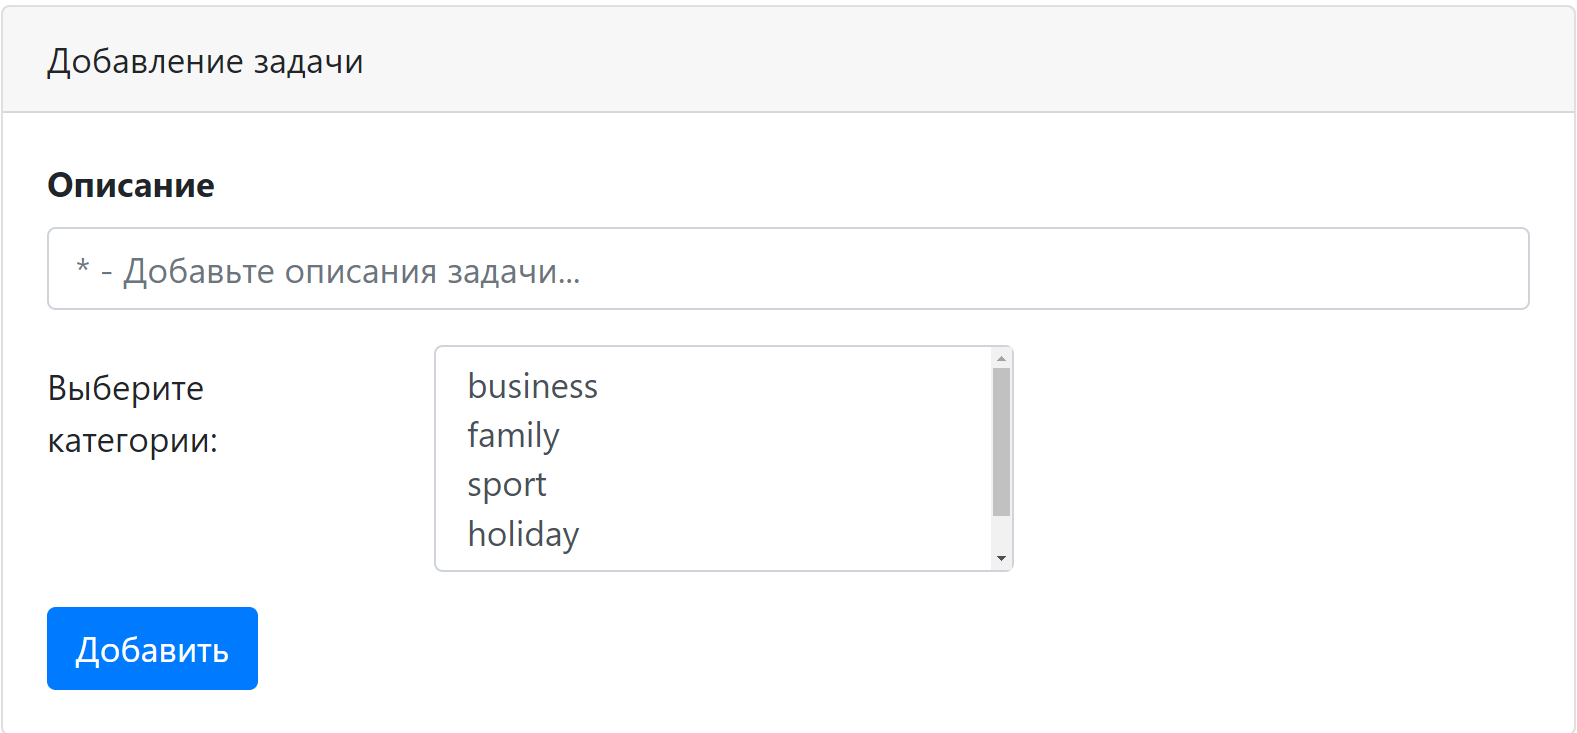 Добавление задачи
Описание
* - Добавьте описания задачи...
Выберите
категории:
business
family
sport
holiday
Добавить